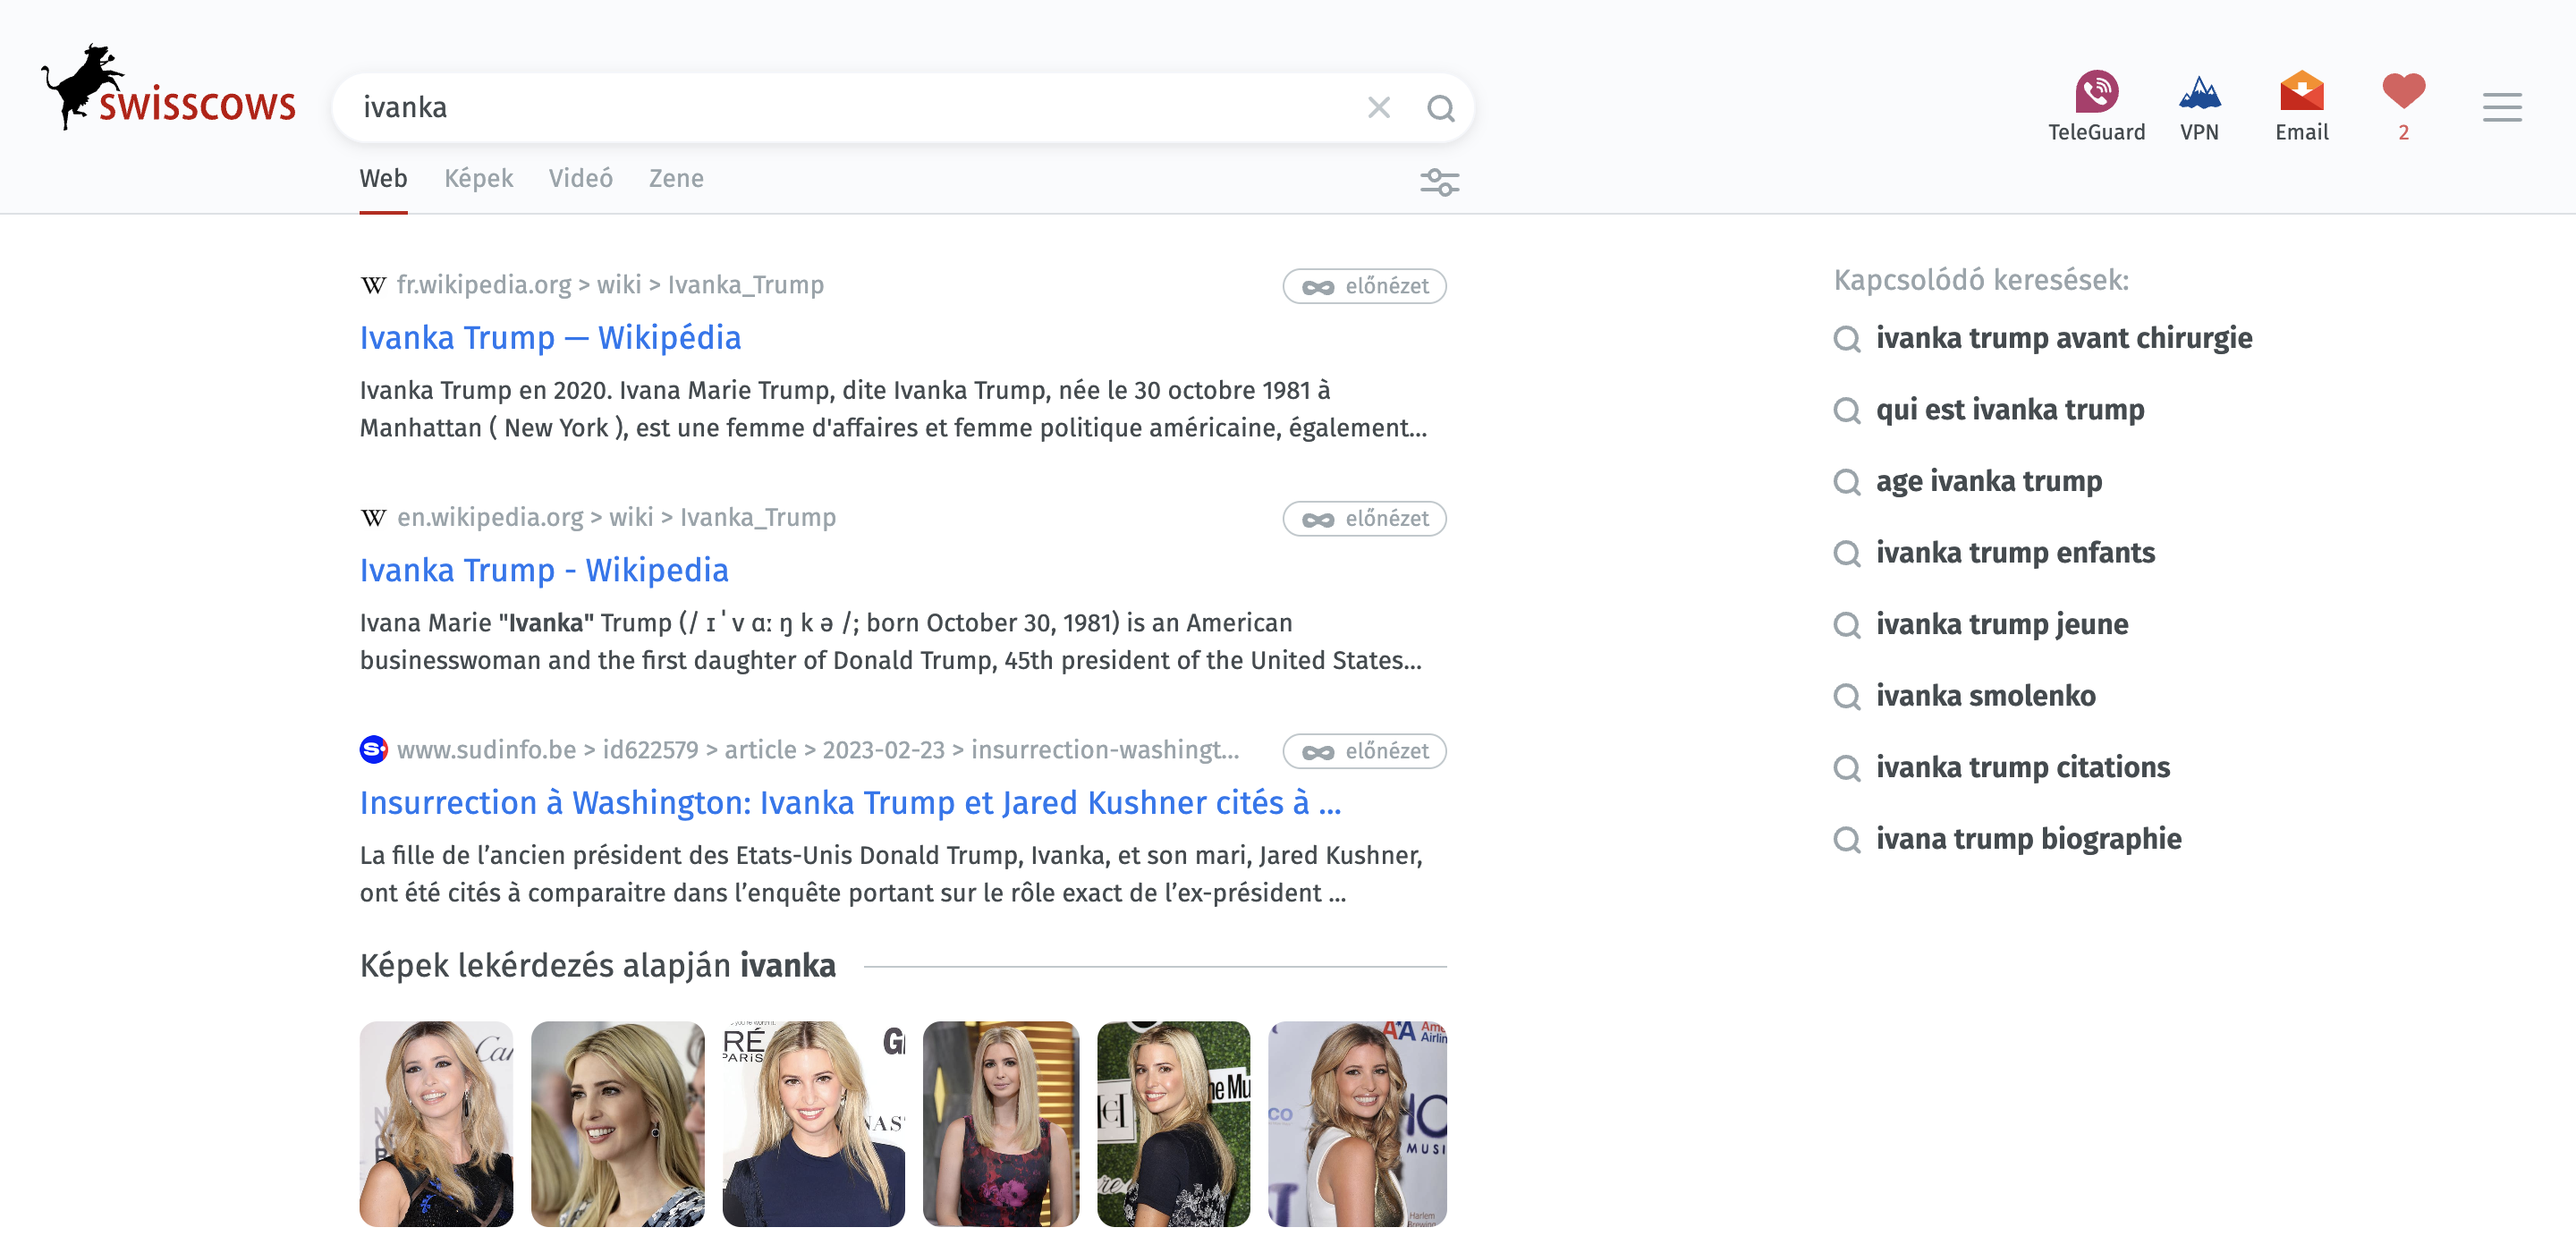 swisscows
ivanka
TeleGuard
VPN
Email
2
Web
Képek
Videó
Zene
fr.wikipedia.org > wiki > Ivanka_Trump
előnézet
Ivanka Trump — Wikipédia
Ivanka Trump en 2020. Ivana Marie Trump, dite Ivanka Trump, née le 30 octobre 1981 à
Manhattan ( New York ), est une femme d'affaires et femme politique américaine, également...
en.wikipedia.org > wiki > Ivanka_Trump
előnézet
Ivanka Trump - Wikipedia
Ivana Marie "Ivanka" Trump (/ ɪˈv ɑː ŋ k ə /; born October 30, 1981) is an American
businesswoman and the first daughter of Donald Trump, 45th president of the United States...
www.sudinfo.be > id622579 > article > 2023-02-23 > insurrection-washingt...
előnézet
Insurrection à Washington: Ivanka Trump et Jared Kushner cités à ...
La fille de l’ancien président des Etats-Unis Donald Trump, Ivanka, et son mari, Jared Kushner,
ont été cités à comparaitre dans l’enquête portant sur le rôle exact de l’ex-président ...
Képek lekérdezés alapján ivanka
Kapcsolódó keresések:
ivanka trump avant chirurgie
qui est ivanka trump
age ivanka trump
ivanka trump enfants
ivanka trump jeune
ivanka smolenko
ivanka trump citations
ivana trump biographie